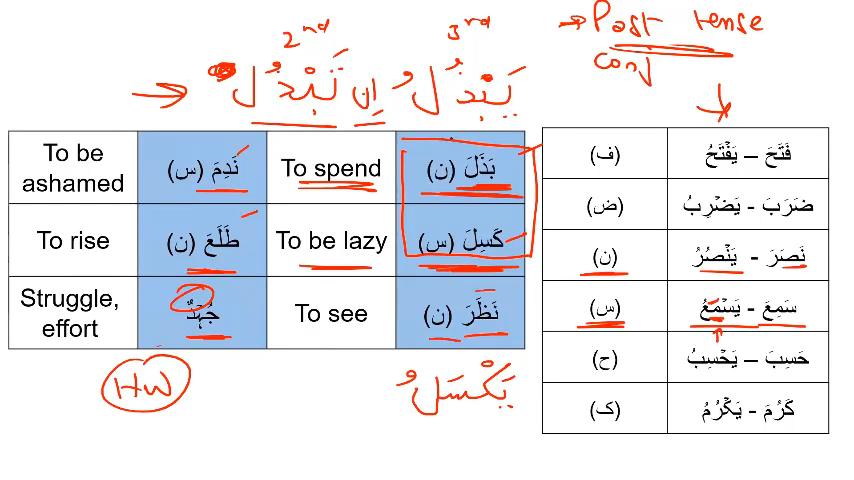 → Past tense
conj
2nd 3rd
→ يَبْذُلُ إن تَبْذُل
To be ashamed نَدِمَ (س) To spend بَذَلَ (ن)
To rise طَلَعَ (ن) To be lazy كَسِلَ (س)
Struggle, effort جُهْدٌ To see نَظَرَ (ن)
HW
يَكْسَلُ
(ف) فَتَحَ – يَفْتَحُ
(ض) ضَرَبَ - يَضْرِبُ
(ن) نَصَرَ - يَنْصُرُ
(س) سَمِعَ - يَسْمَعُ
(ح) حَسِبَ – يَحْسِبُ
(ک) كَرُمَ - يَكْرُمُ